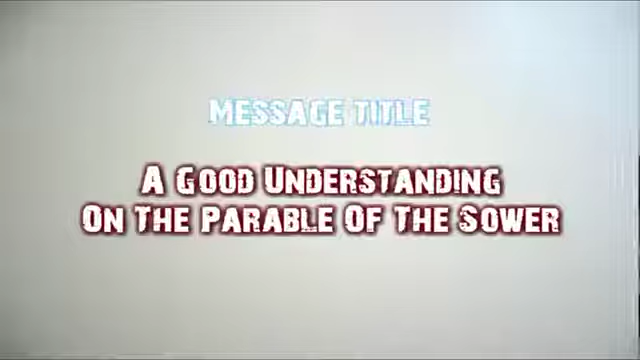 MESSAGE TITLE
A GOOD UNDERSTANDING
ON THE PARABLE OF THE SOWER